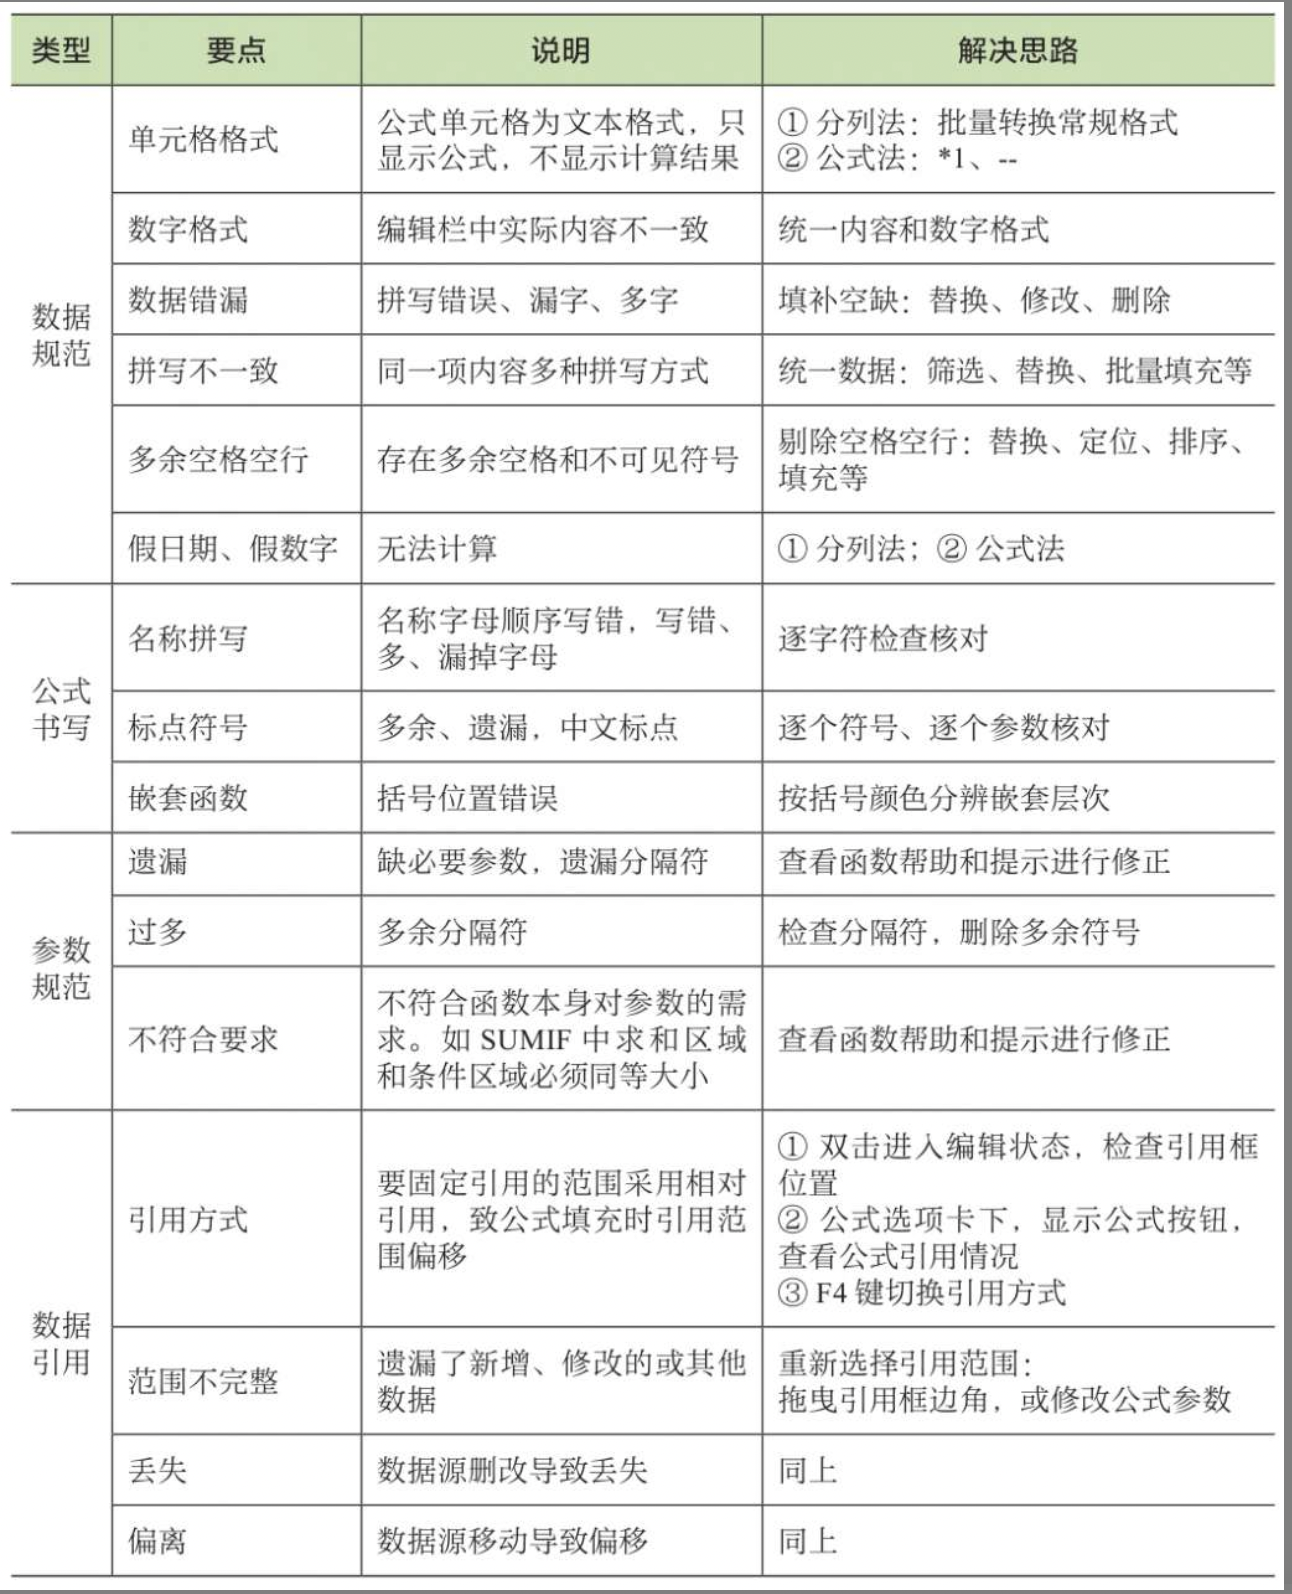 类型 要点 说明 解决思路
数据
规范
单元格格式
公式单元格为文本格式，只
显示公式，不显示计算结果
① 分列法：批量转换常规格式
② 公式法：*1、--
数字格式 编辑栏中实际内容不一致 统一内容和数字格式
数据错漏 拼写错误、漏字、多字 填补空缺：替换、修改、删除
拼写不一致 同一项内容多种拼写方式 统一数据：筛选、替换、批量填充等
多余空格空行 存在多余空格和不可见符号
剔除空格空行：替换、定位、排序、
填充等
假日期、假数字 无法计算 ① 分列法；② 公式法
公式
书写
名称拼写
名称字母顺序写错，写错、
多、漏掉字母
逐字符检查核对
标点符号 多余、遗漏，中文标点 逐个符号、逐个参数核对
嵌套函数 括号位置错误 按括号颜色分辨嵌套层次
参数
规范
遗漏 缺必要参数，遗漏分隔符 查看函数帮助和提示进行修正
过多 多余分隔符 检查分隔符，删除多余符号
不符合要求
不符合函数本身对参数的需
求。如 SUMIF 中求和区域
和条件区域必须同等大小
查看函数帮助和提示进行修正
数据
引用
引用方式
要固定引用的范围采用相对
引用，致公式填充时引用范
围偏移
① 双击进入编辑状态，检查引用框
位置
② 公式选项卡下，显示公式按钮，
查看公式引用情况
③ F4 键切换引用方式
范围不完整
遗漏了新增、修改的或其他
数据
重新选择引用范围：
拖曳引用框边角，或修改公式参数
丢失 数据源删改导致丢失 同上
偏离 数据源移动导致偏移 同上